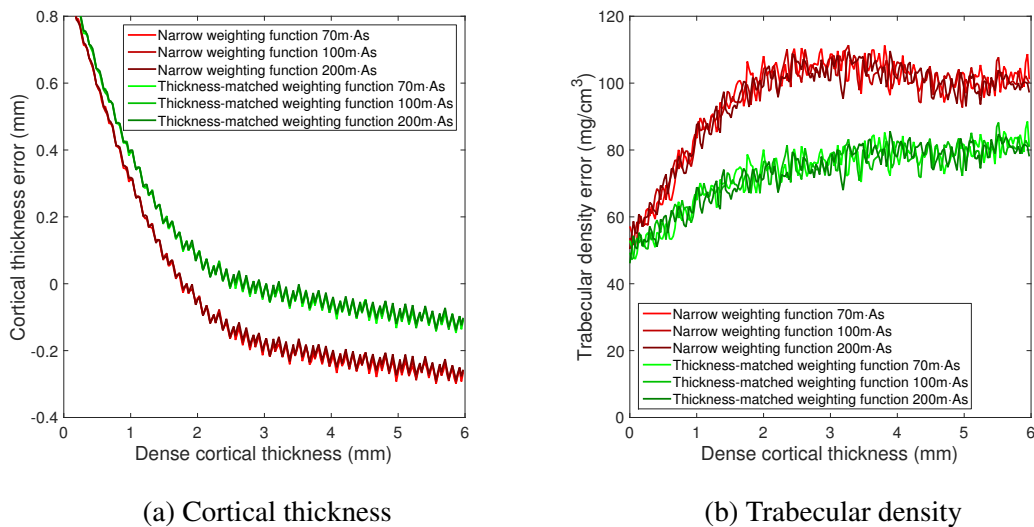 0.8
0.6
0.4
0.2
0
-0.2
-0.4
0 1 2 3 4 5 6
Cortical thickness error (mm)
Dense cortical thickness (mm)
Narrow weighting function 70m·As
Narrow weighting function 100m·As
Narrow weighting function 200m·As
Thickness-matched weighting function 70m·As
Thickness-matched weighting function 100m·As
Thickness-matched weighting function 200m·As
(a) Cortical thickness
120
100
80
60
40
20
0
0 1 2 3 4 5 6
Trabecular density error (mg/cm³)
Dense cortical thickness (mm)
Narrow weighting function 70m·As
Narrow weighting function 100m·As
Narrow weighting function 200m·As
Thickness-matched weighting function 70m·As
Thickness-matched weighting function 100m·As
Thickness-matched weighting function 200m·As
(b) Trabecular density